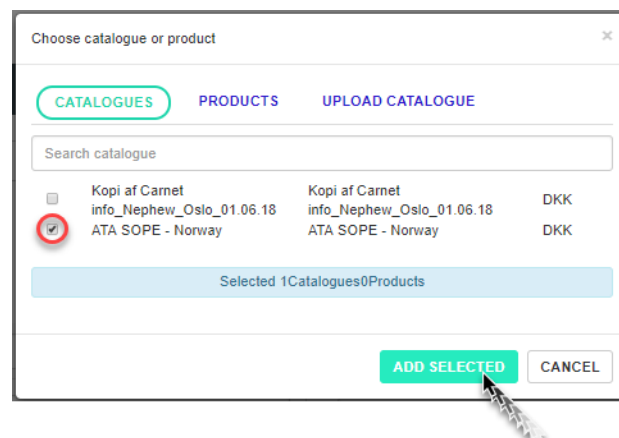 Choose catalogue or product ×
CATALOGUES PRODUCTS UPLOAD CATALOGUE
Search catalogue
Kopi af Carnet Kopi af Carnet
info_Nephew_Oslo_01.06.18 info_Nephew_Oslo_01.06.18 DKK
ATA SOPE - Norway ATA SOPE - Norway DKK
Selected 1Catalogues0Products
ADD SELECTED CANCEL